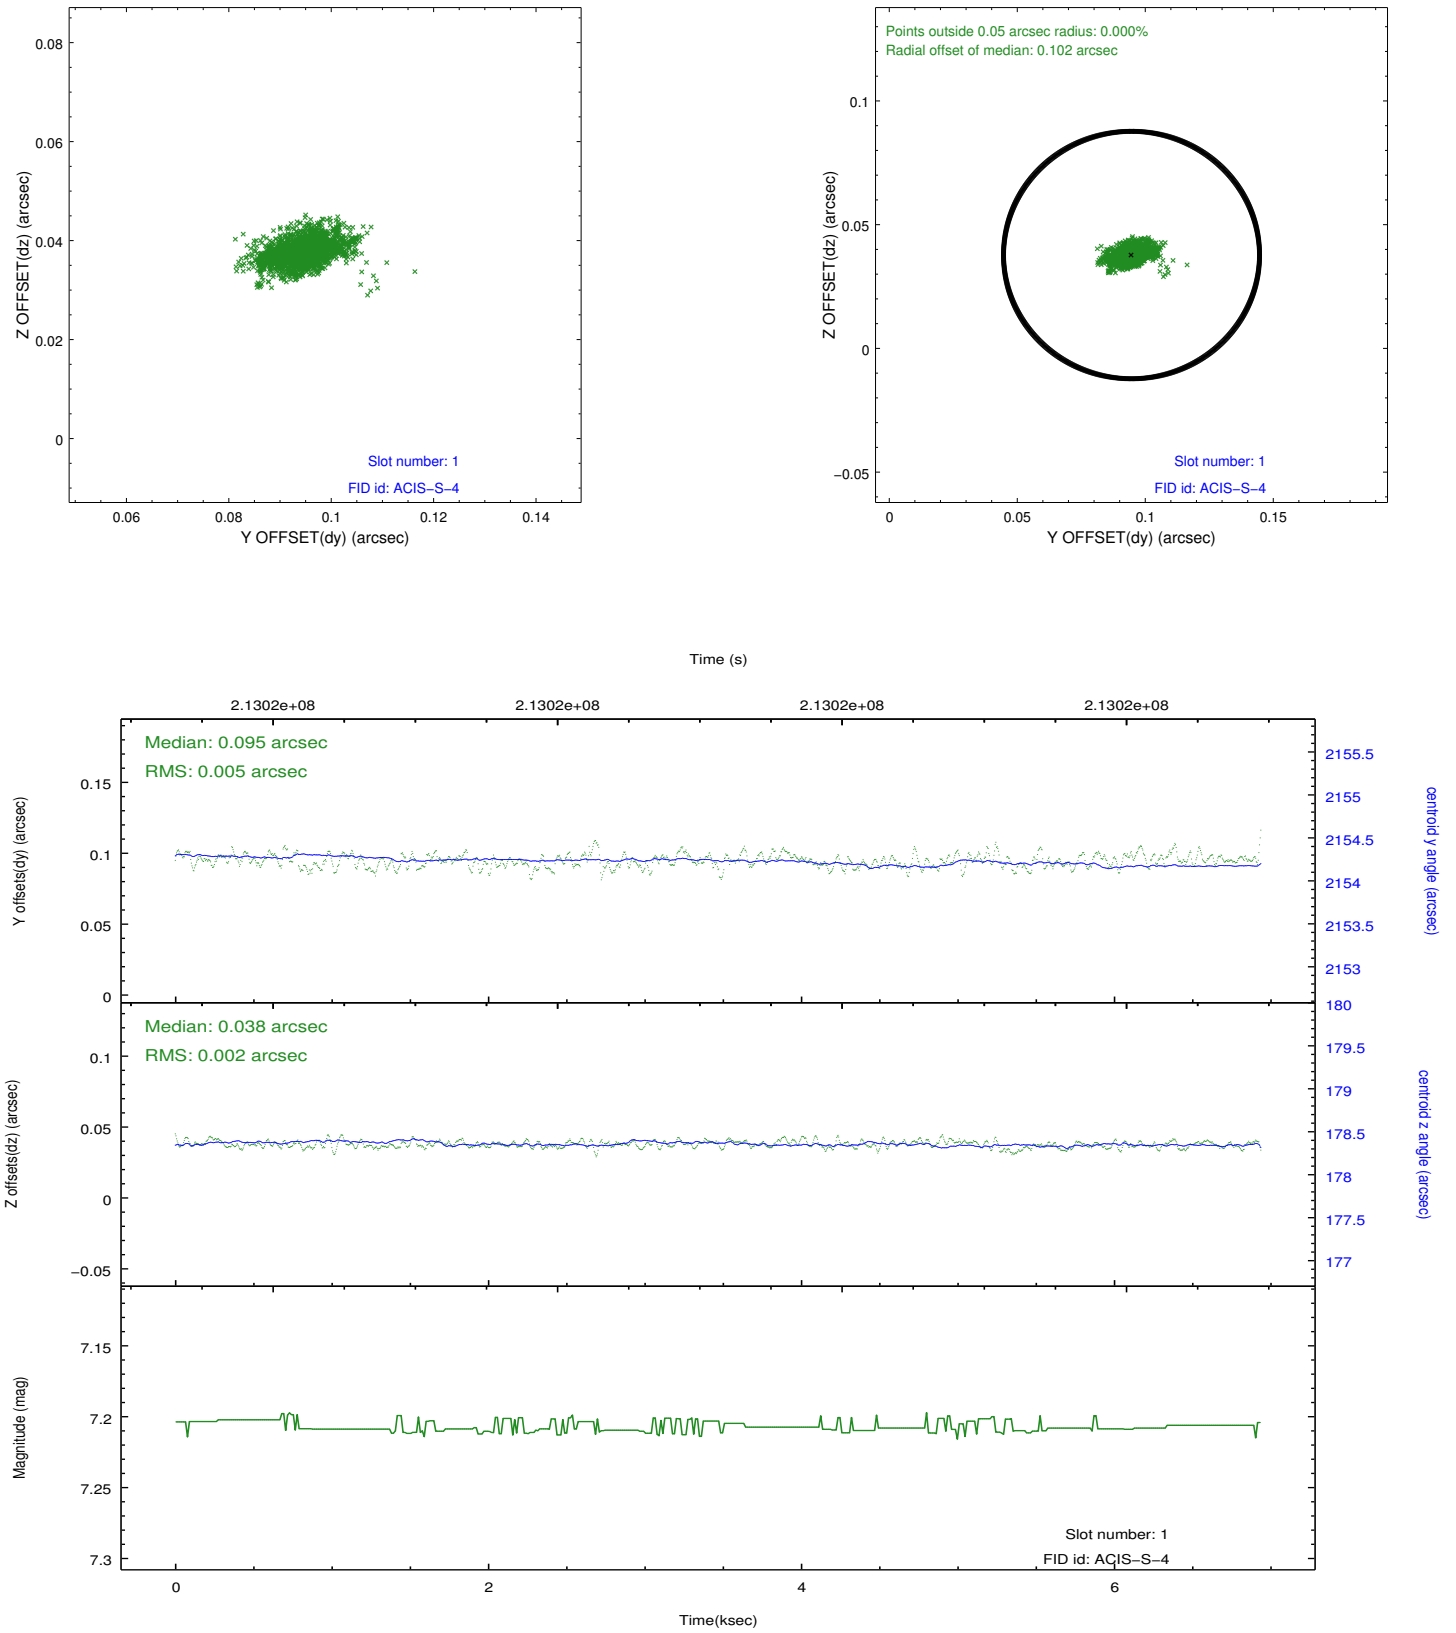 0.08
0.06
0.04
0.02
0
Z OFFSET(dz) (arcsec)
Slot number: 1
FID id: ACIS−S−4
0.06 0.08 0.1 0.12 0.14
Y OFFSET(dy) (arcsec)
Points outside 0.05 arcsec radius: 0.000%
Radial offset of median: 0.102 arcsec
0.1
0.05
0
−0.05
Z OFFSET(dz) (arcsec)
Slot number: 1
FID id: ACIS−S−4
0 0.05 0.1 0.15
Y OFFSET(dy) (arcsec)
Time (s)
2.1302e+08 2.1302e+08 2.1302e+08 2.1302e+08
Median: 0.095 arcsec
RMS: 0.005 arcsec
0.15
0.1
0.05
0
Y offsets(dy) (arcsec)
2155.5
2155
2154.5
2154
2153.5
2153
centroid y angle (arcsec)
Median: 0.038 arcsec
RMS: 0.002 arcsec
0.1
0.05
0
−0.05
Z offsets(dz) (arcsec)
180
179.5
179
178.5
178
177.5
177
centroid z angle (arcsec)
7.15
7.2
7.25
7.3
Magnitude (mag)
Slot number: 1
FID id: ACIS−S−4
0 2 4 6
Time(ksec)